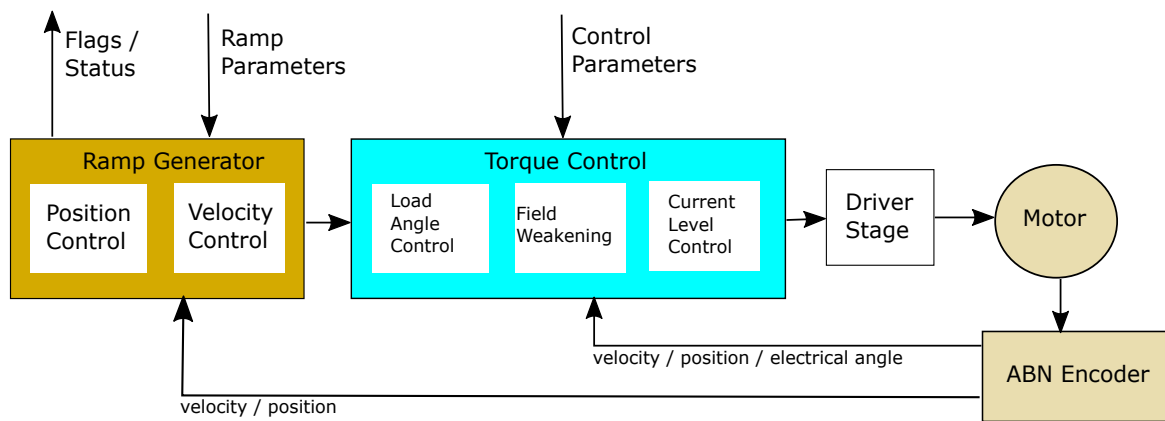 Flags /
Status
Ramp
Parameters
Control
Parameters
Ramp Generator
Position
Control
Velocity
Control
Torque Control
Load
Angle
Control
Field
Weakening
Current
Level
Control
Driver
Stage
Motor
velocity / position / electrical angle
ABN Encoder
velocity / position